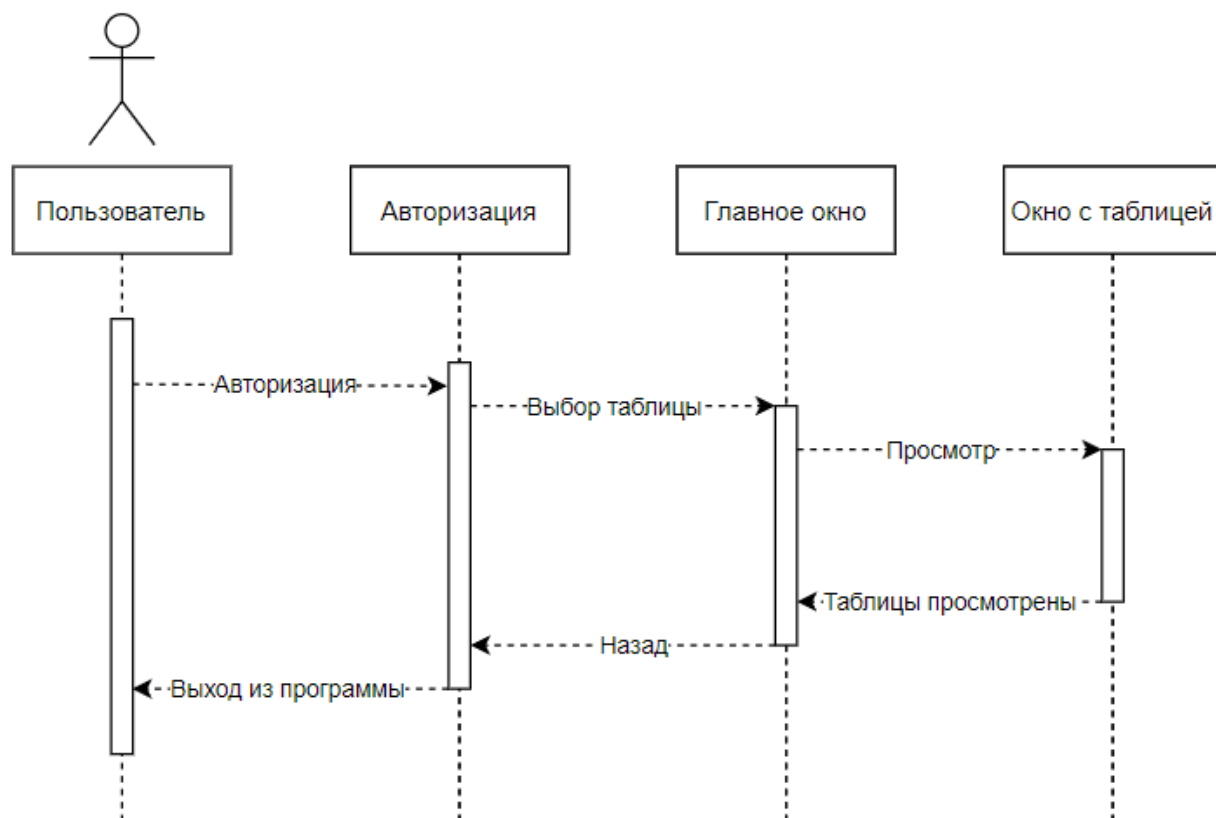 Пользователь
Авторизация
Главное окно
Окно с таблицей
Авторизация
Выбор таблицы
Просмотр
Таблицы просмотрены
Назад
Выход из программы